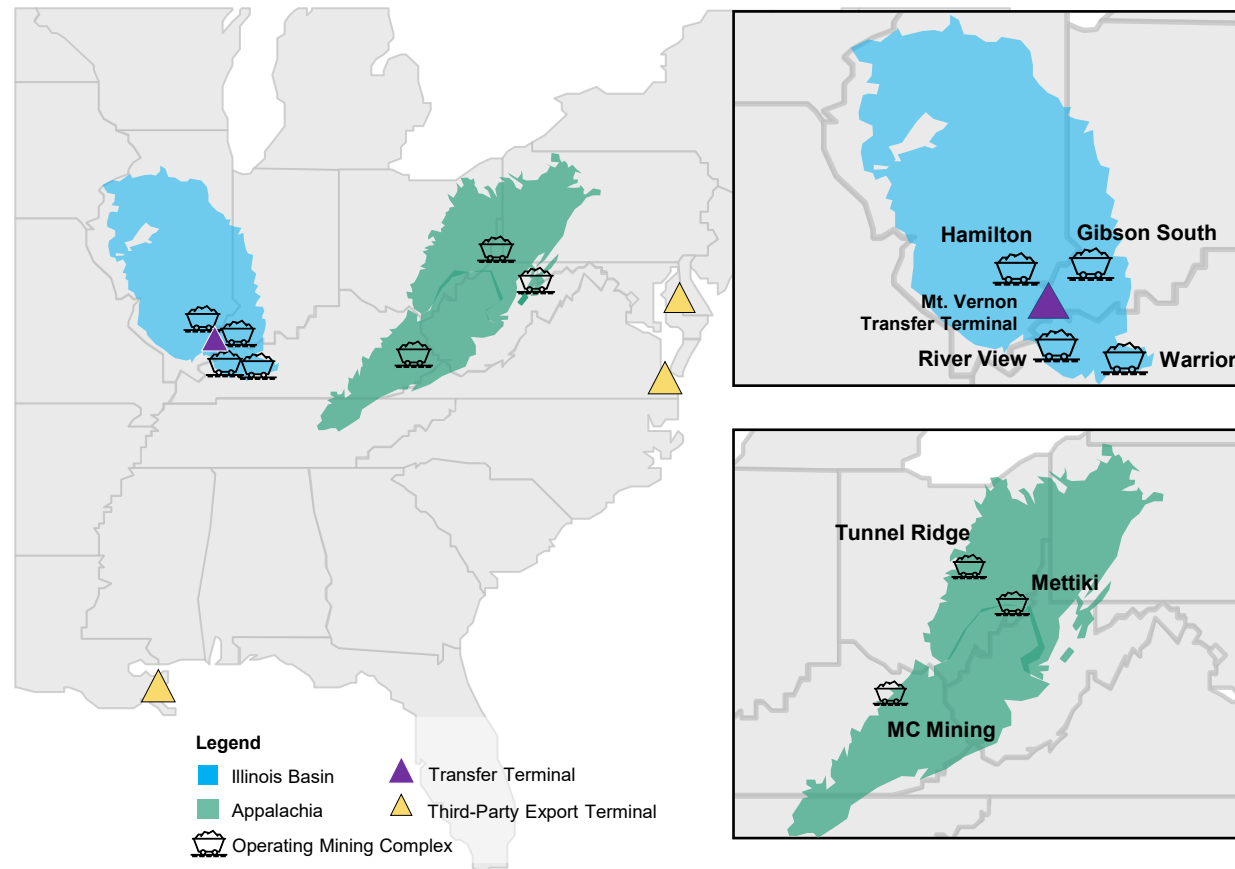 Hamilton
Gibson South
Mt. Vernon
Transfer Terminal
River View
Warrior
Tunnel Ridge
Mettiki
MC Mining
Legend
Illinois Basin
Appalachia
Operating Mining Complex
Transfer Terminal
Third-Party Export Terminal